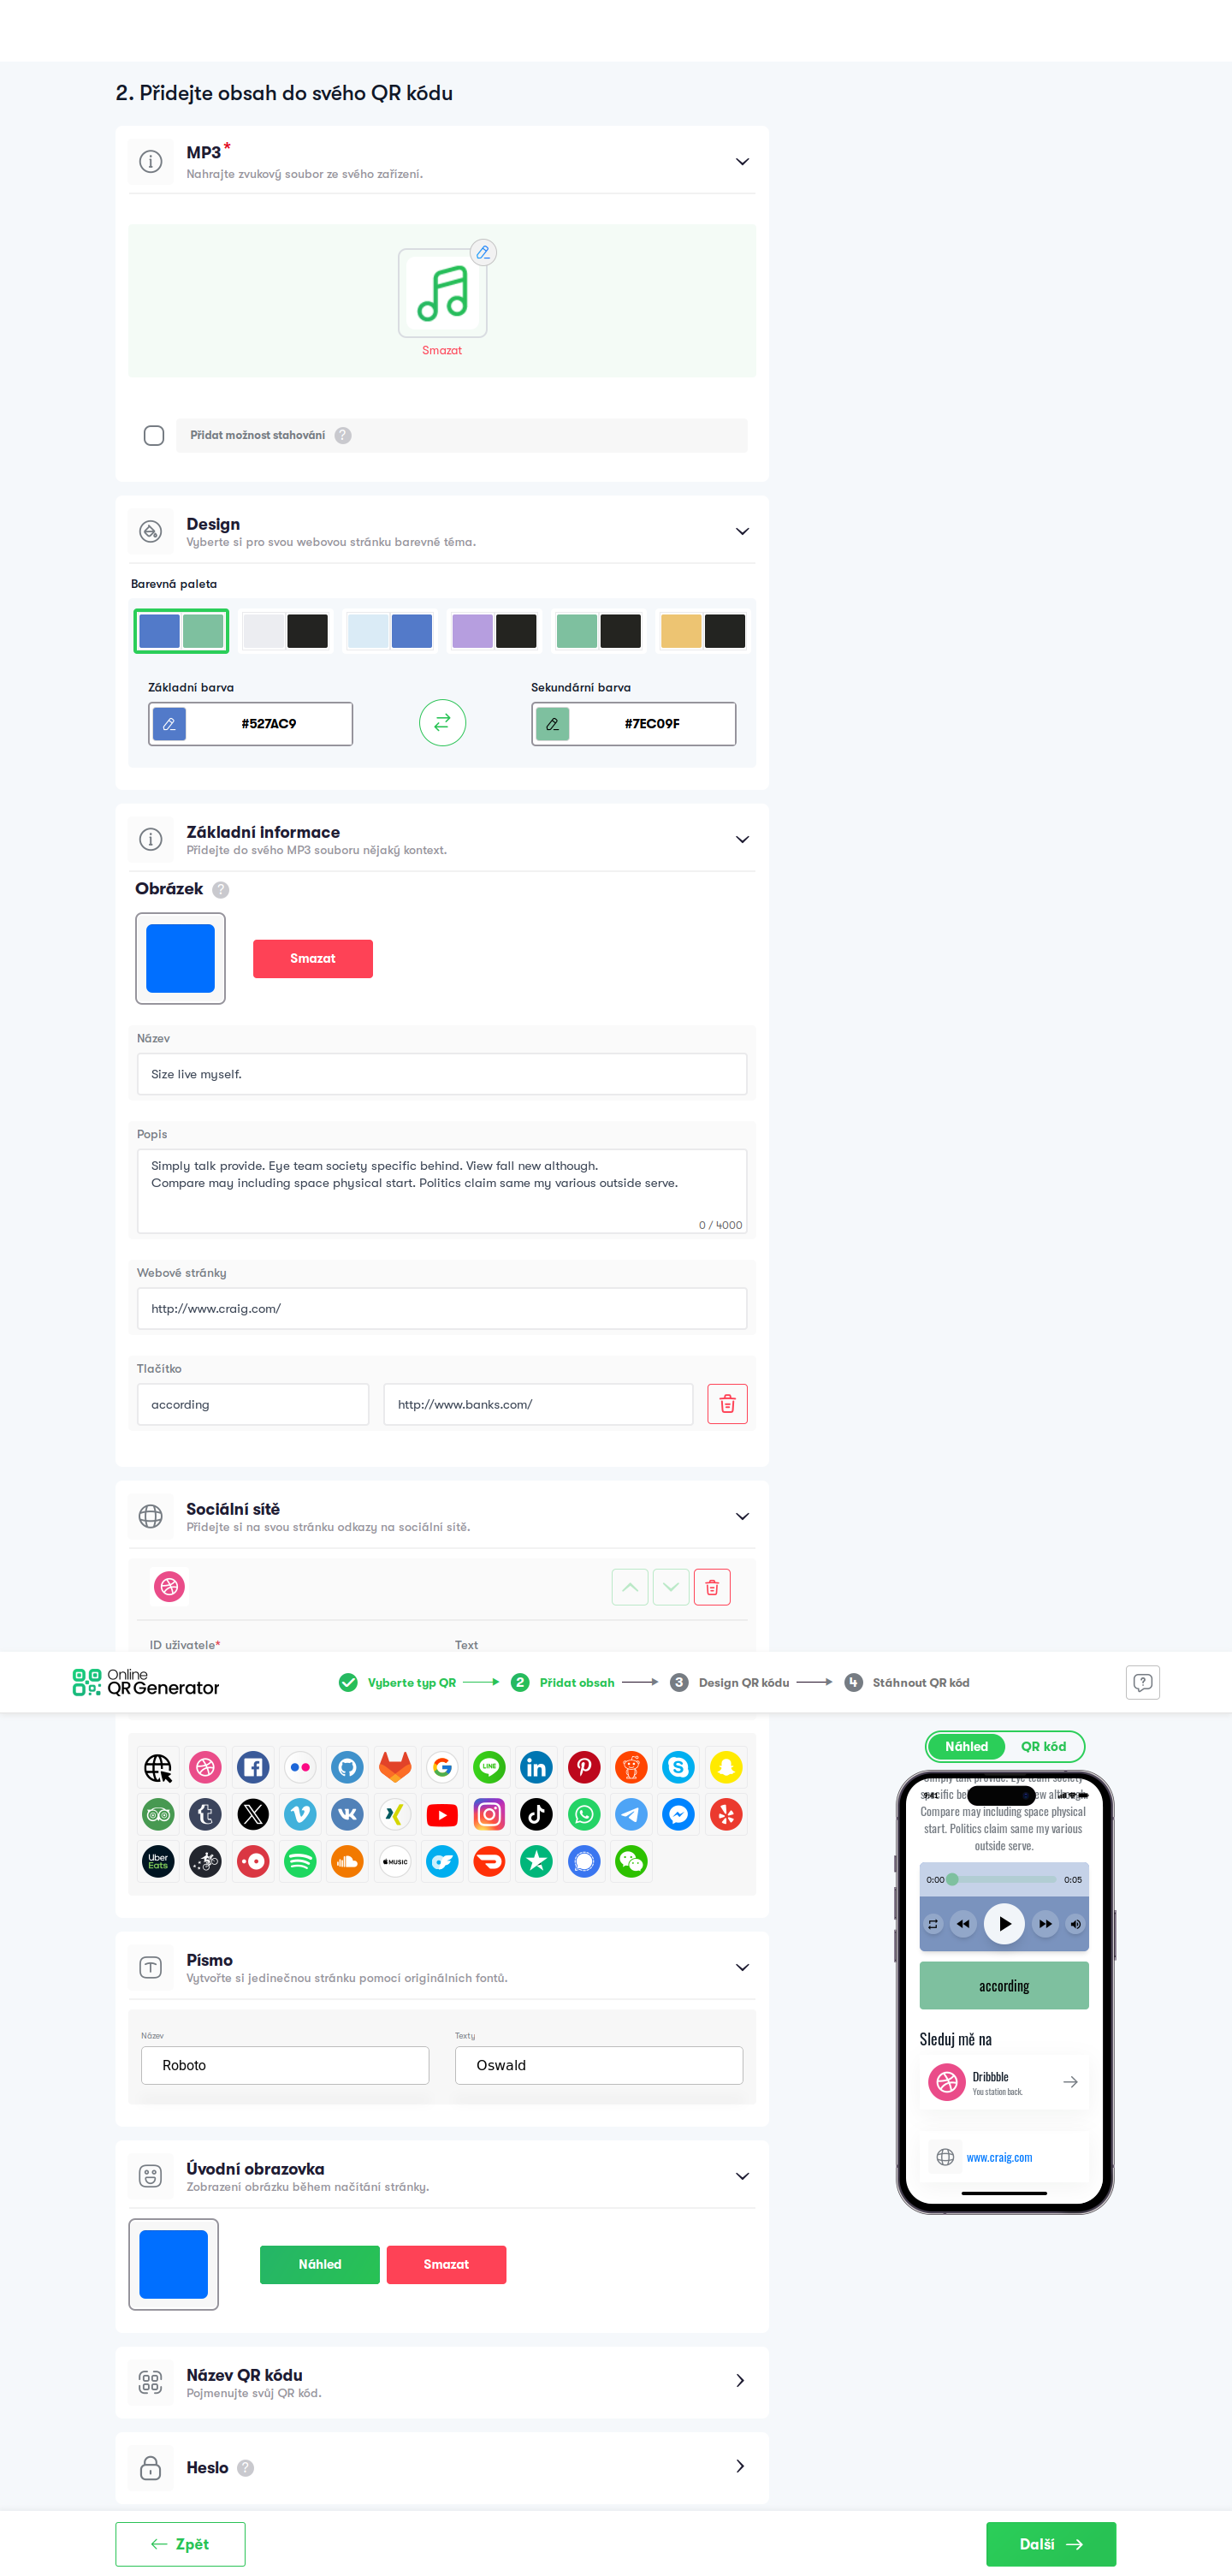 2. Přidejte obsah do svého QR kódu
MP3*
Nahrajte zvukový soubor ze svého zařízení.
Smazat
Přidat možnost stahování ?
Design
Vyberte si pro svou webovou stránku barevné téma.
Barevná paleta
Základní barva
Sekundární barva
#527AC9
#7EC09F
Základní informace
Přidejte do svého MP3 souboru nějaký kontext.
Obrázek ?
Smazat
Název
Size live myself.
Popis
Simply talk provide. Eye team society specific behind. View fall new although.
Compare may including space physical start. Politics claim same my various outside serve.
0 / 4000
Webové stránky
http://www.craig.com/
Tlačítko
according
http://www.banks.com/
Sociální sítě
Přidejte si na svou stránku odkazy na sociální sítě.
ID uživatele*
Text
Online
QR Generator
Vyberte typ QR
2 Přidat obsah
3 Design QR kódu
4 Stáhnout QR kód
LINE
Uber
Eats
MUSIC
Písmo
Vytvořte si jedinečnou stránku pomocí originálních fontů.
Název
Texty
Roboto
Oswald
Úvodní obrazovka
Zobrazení obrázku během načítání stránky.
Náhled
Smazat
Název QR kódu
Pojmenujte svůj QR kód.
Heslo ?
Zpět
Další
Náhled
QR kód
Simply talk provide. Eye team society
Compare may including space physical
start. Politics claim same my various
outside serve.
0:00
0:05
according
Sleduj mě na
Dribbble
You station back.
www.craig.com